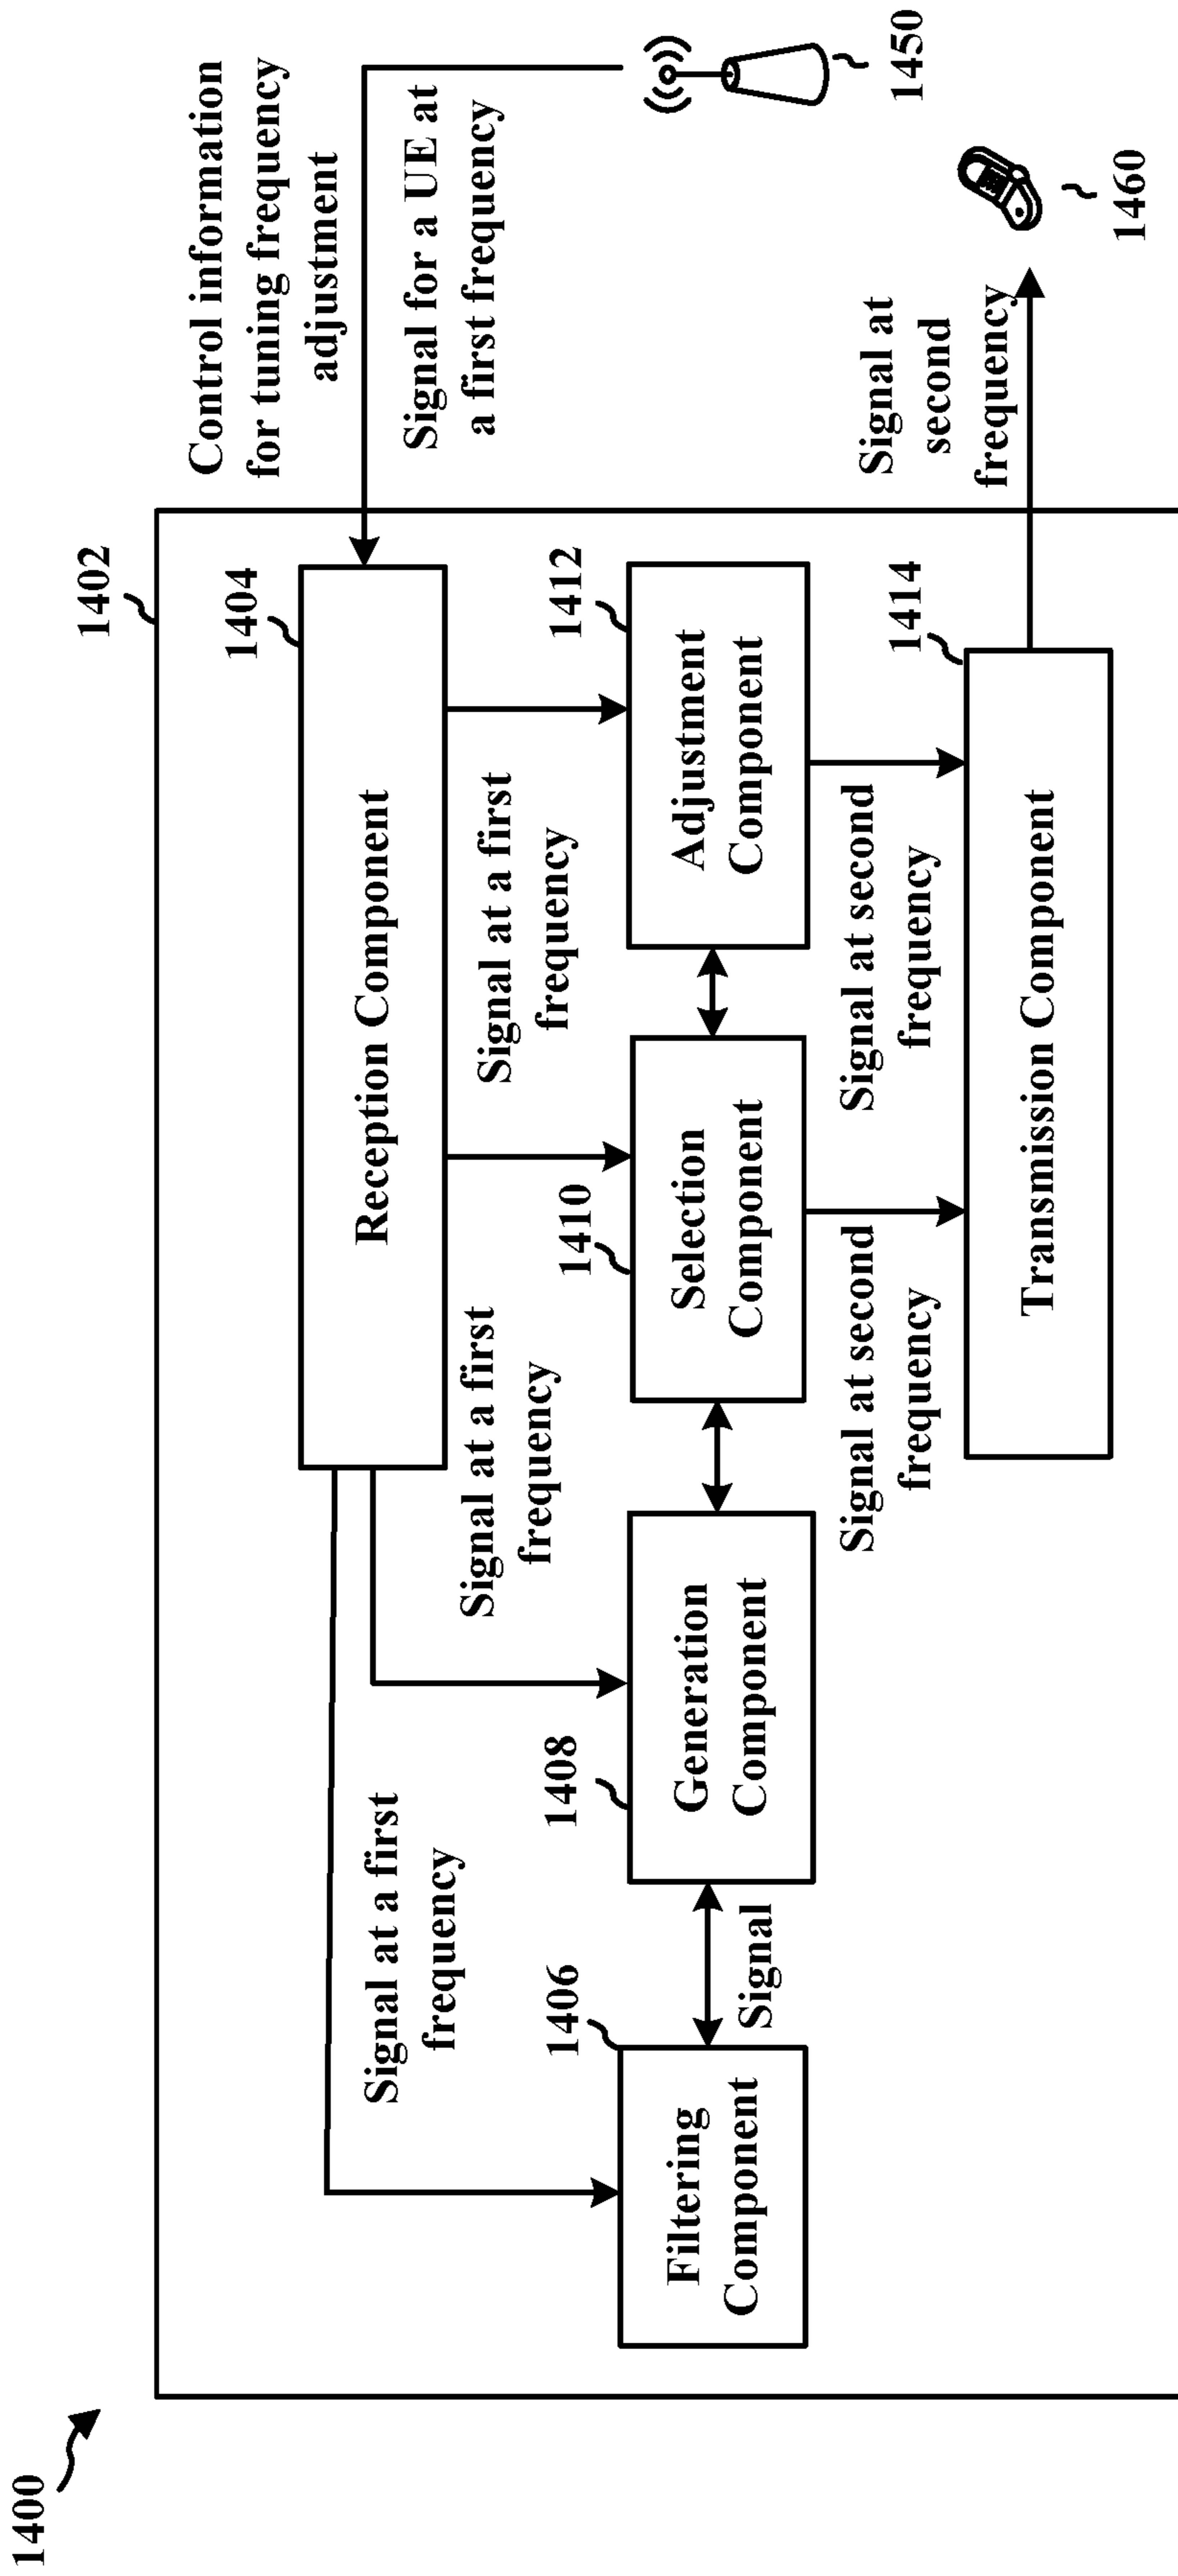 1400
1402
Control information
for tuning frequency
adjustment
1404
Reception Component
Signal for a UE at
a first frequency
Signal at a first
frequency
Signal at a first
frequency
Signal at a first
frequency
1406
Filtering
Component
Signal
1408
Generation
Component
1410
Selection
Component
1412
Adjustment
Component
1450
Signal at second
frequency
Signal at second
frequency
1414
Transmission Component
Signal at
second
frequency
1460